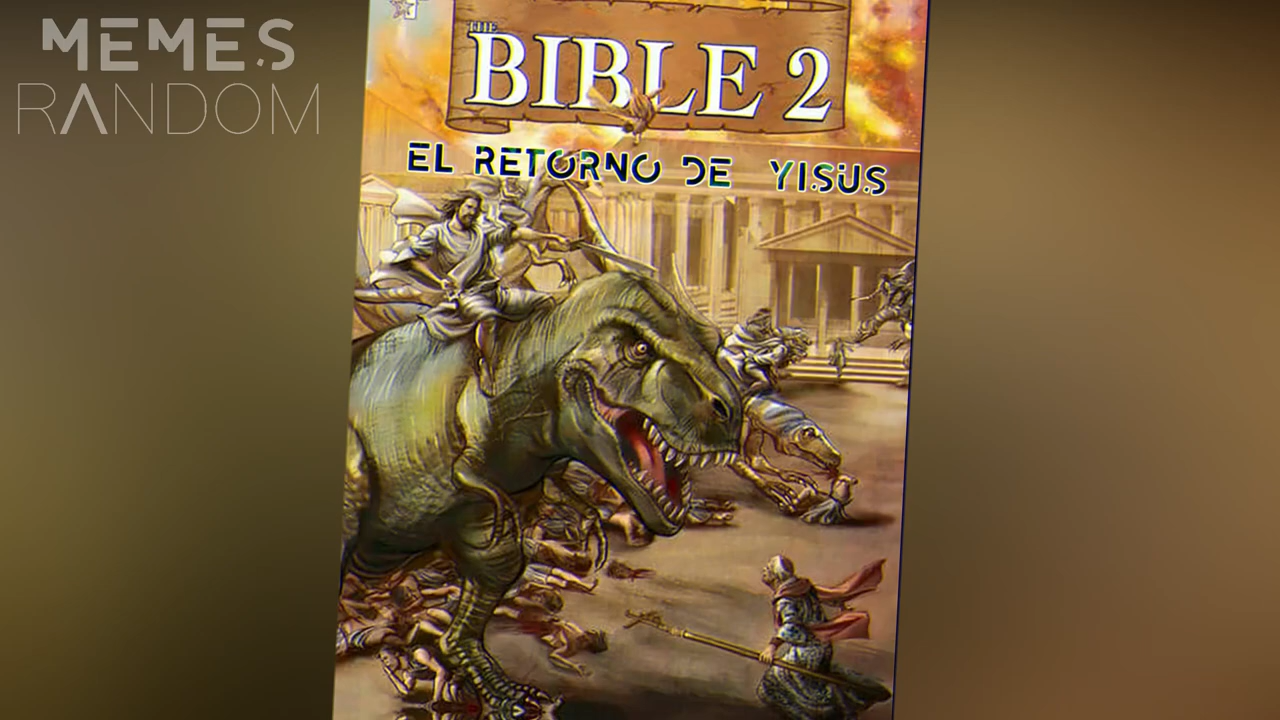 MEMES
RANDOM
THE
BIBLE 2
EL RETORNO DE YISUS